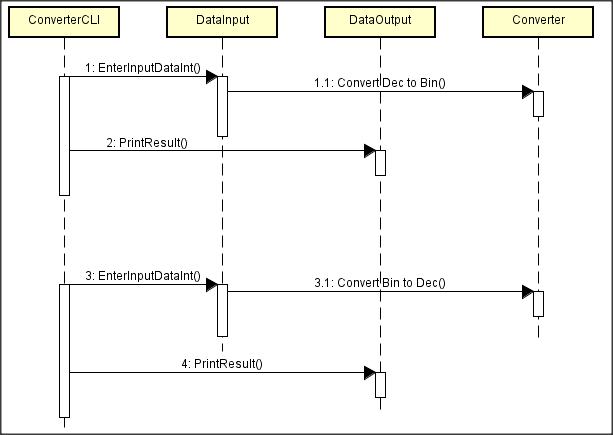 ConverterCLI
DataInput
DataOutput
Converter
1: EnterInputDataInt()
1.1: Convert Dec to Bin()
2: PrintResult()
3: EnterInputDataInt()
3.1: Convert Bin to Dec()
4: PrintResult()